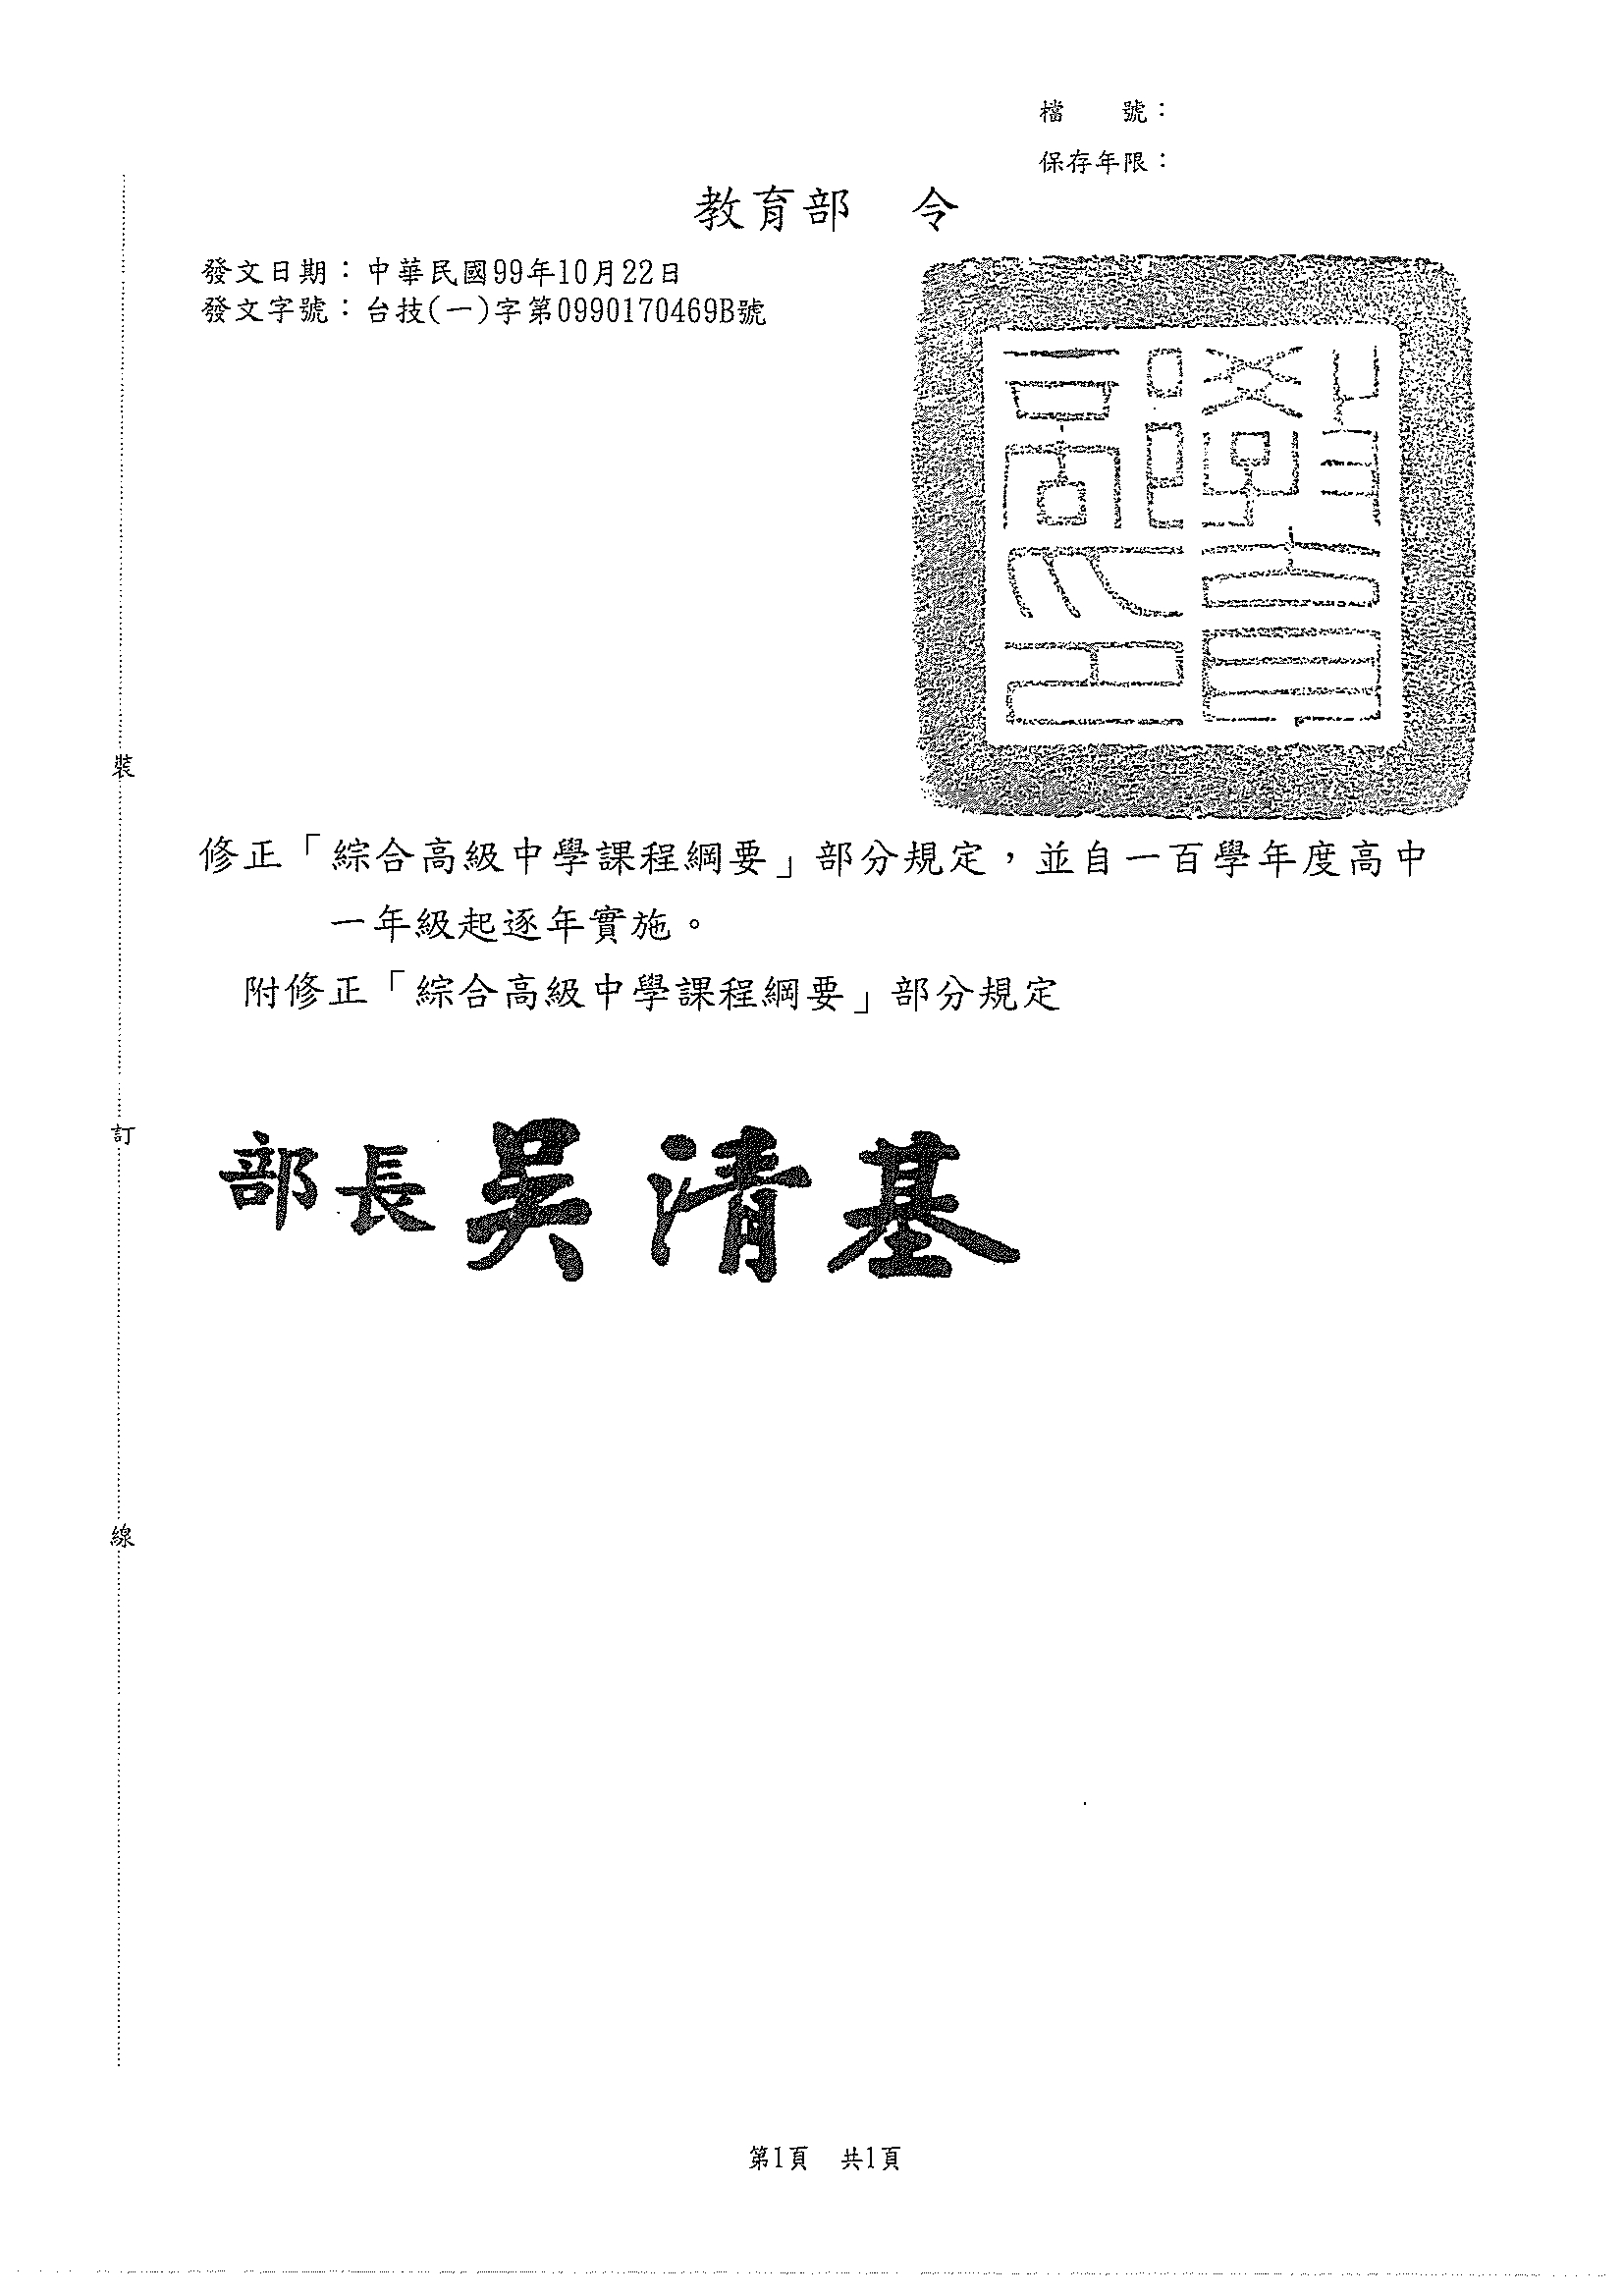 檔　　號：
保存年限：
教育部　令
發文日期：中華民國99年10月22日
發文字號：台技(一)字第0990170469B號
修正「綜合高級中學課程綱要」部分規定，並自一百學年度高中
一年級起逐年實施。
附修正「綜合高級中學課程綱要」部分規定
部長 吳清基
裝
訂
線
第1頁　共1頁